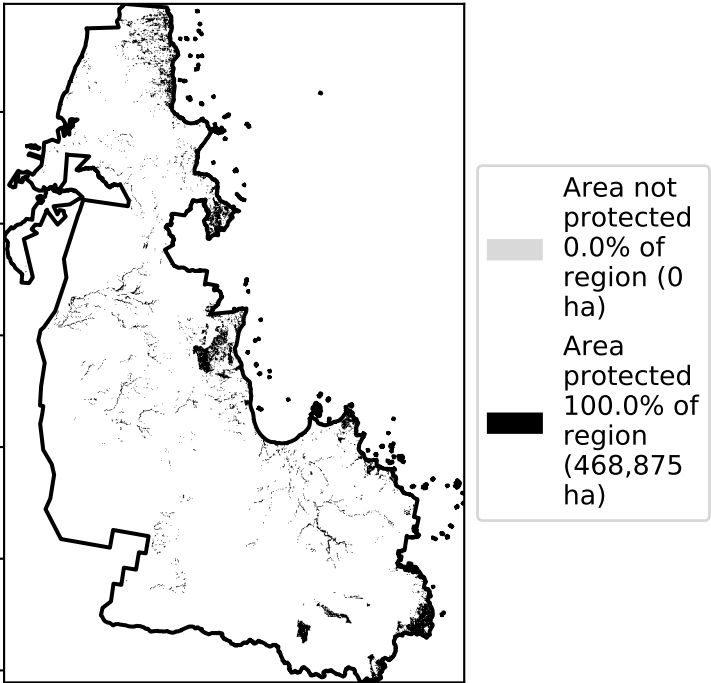 Area not
protected
0.0% of
region (0
ha)
Area
protected
100.0% of
region
(468,875
ha)